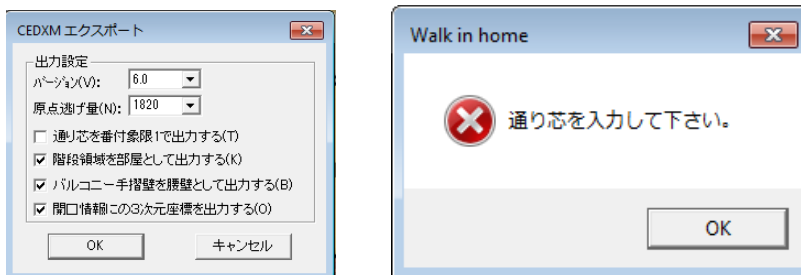 CEDXM エクスポート
出力設定
バージョン(V): 6.0
原点逃げ量(N): 1820
通り芯を番付象限1で出力する(T)
階段領域を部屋として出力する(K)
バルコニー手摺壁を腰壁として出力する(B)
開口情報にの3次元座標を出力する(O)
OK キャンセル
Walk in home
通り芯を入力して下さい。
OK